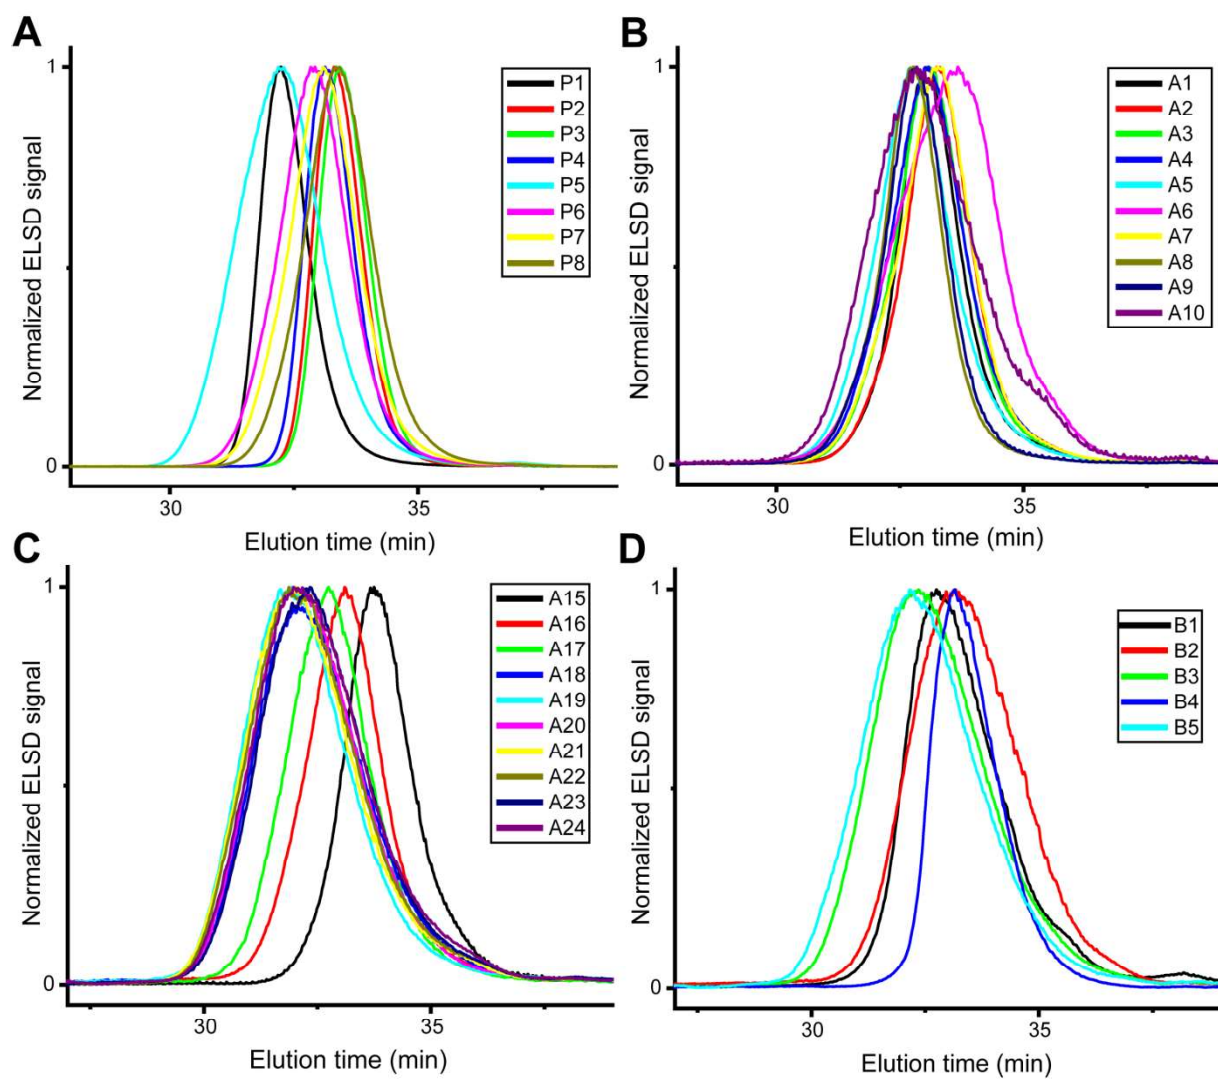 A
Normalized ELSD signal
1
0
30
35
Elution time (min)
P1
P2
P3
P4
P5
P6
P7
P8
B
Normalized ELSD signal
1
0
30
35
Elution time (min)
A1
A2
A3
A4
A5
A6
A7
A8
A9
A10
C
Normalized ELSD signal
1
0
30
35
Elution time (min)
A15
A16
A17
A18
A19
A20
A21
A22
A23
A24
D
Normalized ELSD signal
1
0
30
35
Elution time (min)
B1
B2
B3
B4
B5